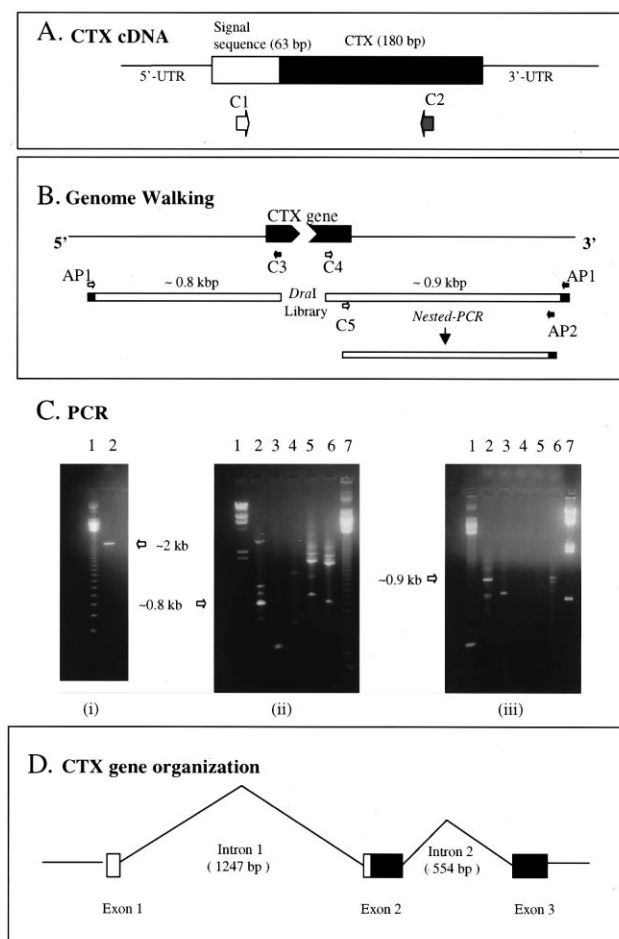 A. CTX cDNA
Signal
sequence (63 bp)
CTX (180 bp)
5'-UTR
3'-UTR
C1
C2
B. Genome Walking
CTX gene
5'
3'
C3
C4
AP1
~ 0.8 kbp
DraI
Library
~ 0.9 kbp
AP1
C5
Nested-PCR
AP2
C. PCR
1 2
1 2 3 4 5 6 7
1 2 3 4 5 6 7
~2 kb
~0.8 kb
~0.9 kb
(i)
(ii)
(iii)
D. CTX gene organization
Intron 1
( 1247 bp )
Intron 2
( 554 bp )
Exon 1
Exon 2
Exon 3